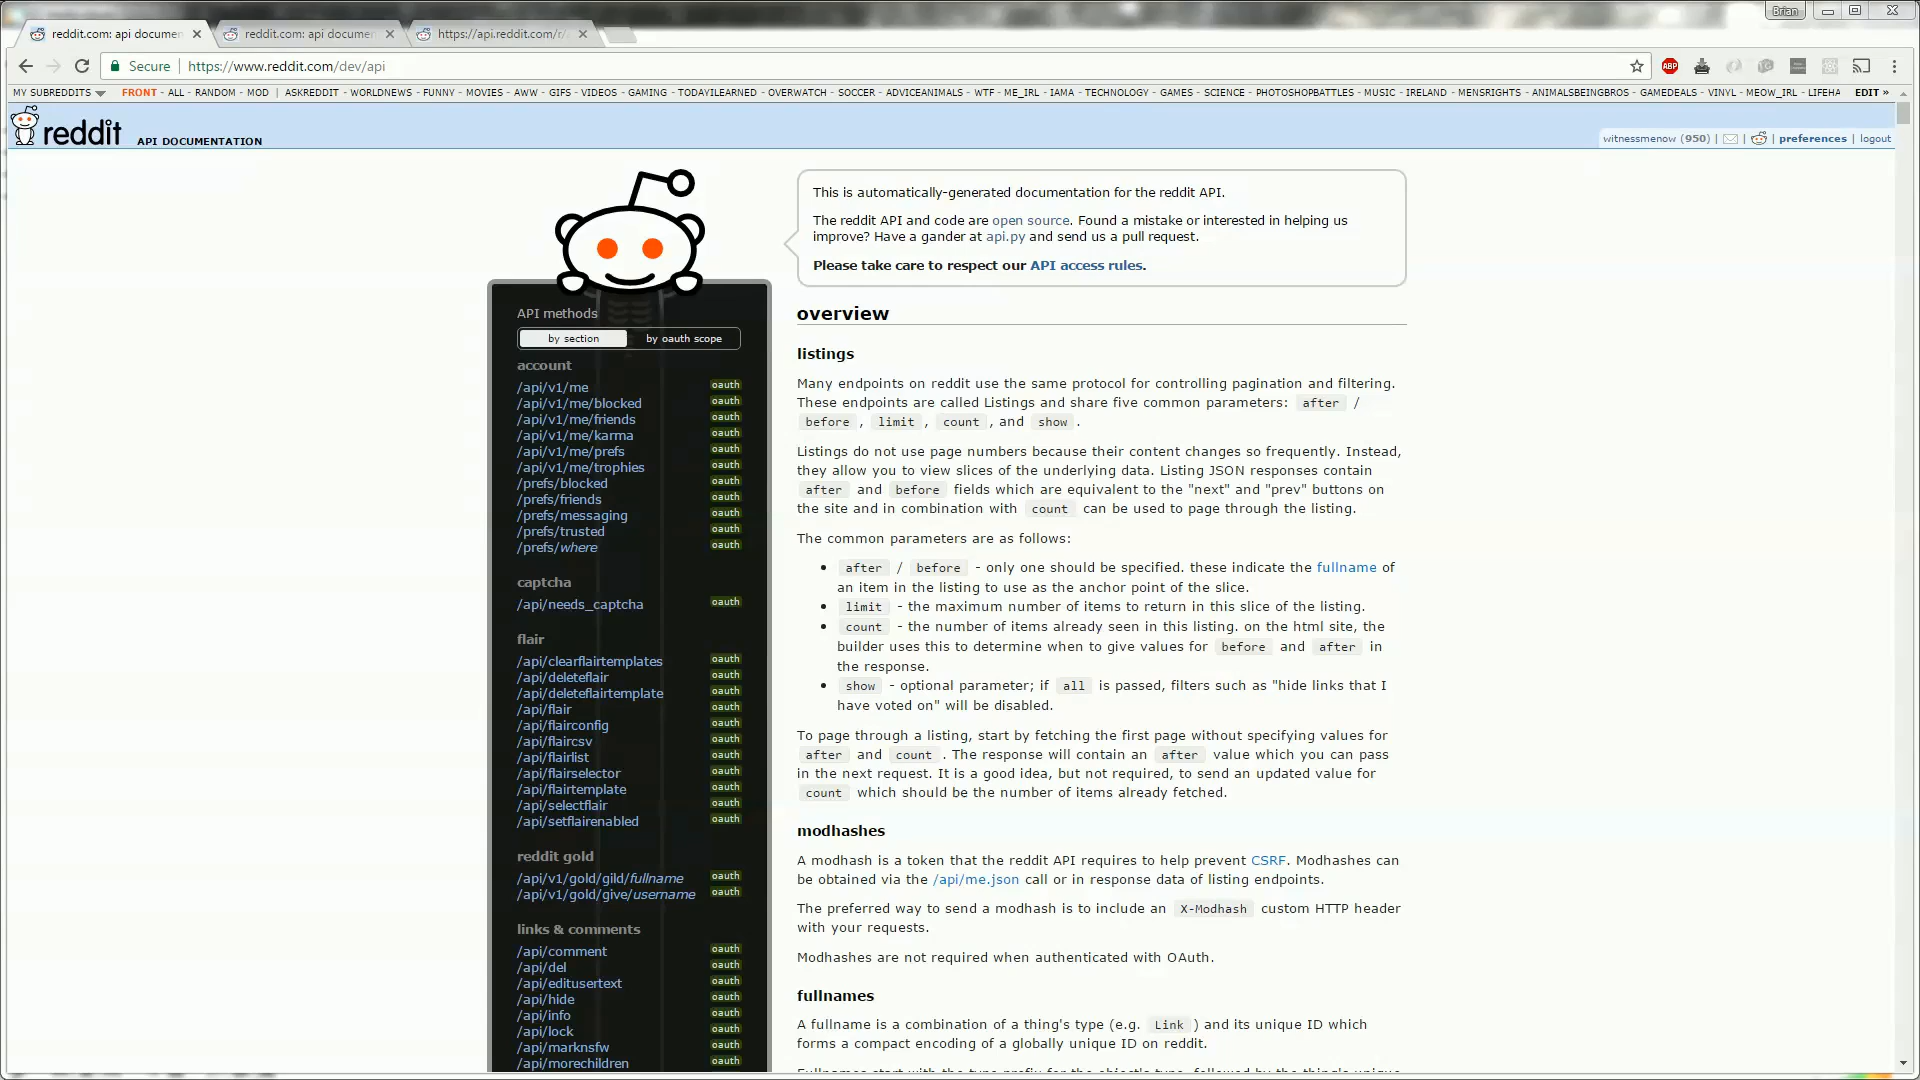 Brian
reddit.com: api documen
reddit.com: api documen
https://api.reddit.com/r/
Secure | https://www.reddit.com/dev/api
ABP
MY SUBREDDITS FRONT - ALL - RANDOM - MOD | ASKREDDIT - WORLDNEWS - FUNNY - MOVIES - AWW - GIFS - VIDEOS - GAMING - TODAYILEARNED - OVERWATCH - SOCCER - ADVICEANIMALS - WTF - ME_IRL - IAMA - TECHNOLOGY - GAMES - SCIENCE - PHOTOSHOPBATTLES - MUSIC - IRELAND - MENSRIGHTS - ANIMALSBEINGBROS - GAMEDEALS - VINYL - MEOW_IRL - LIFEHA EDIT »
reddit API DOCUMENTATION
witnessmenow (950) | | | preferences | logout
API methods
by section by oauth scope
account
/api/v1/me oauth
/api/v1/me/blocked oauth
/api/v1/me/friends oauth
/api/v1/me/karma oauth
/api/v1/me/prefs oauth
/api/v1/me/trophies oauth
/prefs/blocked oauth
/prefs/friends oauth
/prefs/messaging oauth
/prefs/trusted oauth
/prefs/where oauth
captcha
/api/needs_captcha oauth
flair
/api/clearflairtemplates oauth
/api/deleteflair oauth
/api/deleteflairtemplate oauth
/api/flair oauth
/api/flairconfig oauth
/api/flaircsv oauth
/api/flairlist oauth
/api/flairselector oauth
/api/flairtemplate oauth
/api/selectflair oauth
/api/setflairenabled oauth
reddit gold
/api/v1/gold/gild/fullname oauth
/api/v1/gold/give/username oauth
links & comments
/api/comment oauth
/api/del oauth
/api/editusertext oauth
/api/hide oauth
/api/info oauth
/api/lock oauth
/api/marknsfw oauth
/api/morechildren oauth
This is automatically-generated documentation for the reddit API.
The reddit API and code are open source. Found a mistake or interested in helping us
improve? Have a gander at api.py and send us a pull request.
Please take care to respect our API access rules.
overview
listings
Many endpoints on reddit use the same protocol for controlling pagination and filtering.
These endpoints are called Listings and share five common parameters: after /
before , limit , count , and show .
Listings do not use page numbers because their content changes so frequently. Instead,
they allow you to view slices of the underlying data. Listing JSON responses contain
after and before fields which are equivalent to the "next" and "prev" buttons on
the site and in combination with count can be used to page through the listing.
The common parameters are as follows:
• after / before - only one should be specified. these indicate the fullname of
an item in the listing to use as the anchor point of the slice.
• limit - the maximum number of items to return in this slice of the listing.
• count - the number of items already seen in this listing. on the html site, the
builder uses this to determine when to give values for before and after in
the response.
• show - optional parameter; if all is passed, filters such as "hide links that I
have voted on" will be disabled.
To page through a listing, start by fetching the first page without specifying values for
after and count . The response will contain an after value which you can pass
in the next request. It is a good idea, but not required, to send an updated value for
count which should be the number of items already fetched.
modhashes
A modhash is a token that the reddit API requires to help prevent CSRF. Modhashes can
be obtained via the /api/me.json call or in response data of listing endpoints.
The preferred way to send a modhash is to include an X-Modhash custom HTTP header
with your requests.
Modhashes are not required when authenticated with OAuth.
fullnames
A fullname is a combination of a thing's type (e.g. Link ) and its unique ID which
forms a compact encoding of a globally unique ID on reddit.